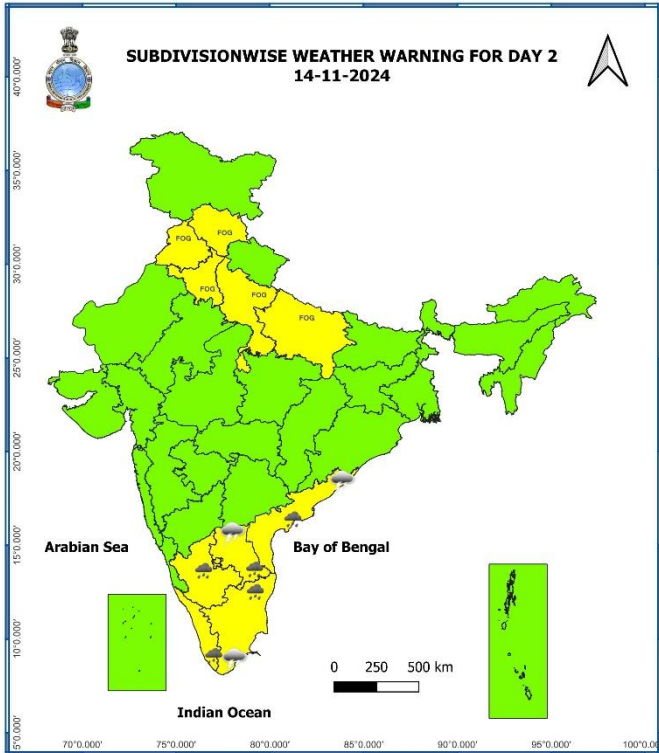 SUBDIVISIONWISE WEATHER WARNING FOR DAY 2
14-11-2024
40°0.000'
35°0.000'
30°0.000'
25°0.000'
20°0.000'
15°0.000'
10°0.000'
5°0.000'
FOG
FOG
FOG
FOG
FOG
Arabian Sea
Bay of Bengal
0 250 500 km
Indian Ocean
70°0.000' 75°0.000' 80°0.000' 85°0.000' 90°0.000' 95°0.000' 100°0.000'